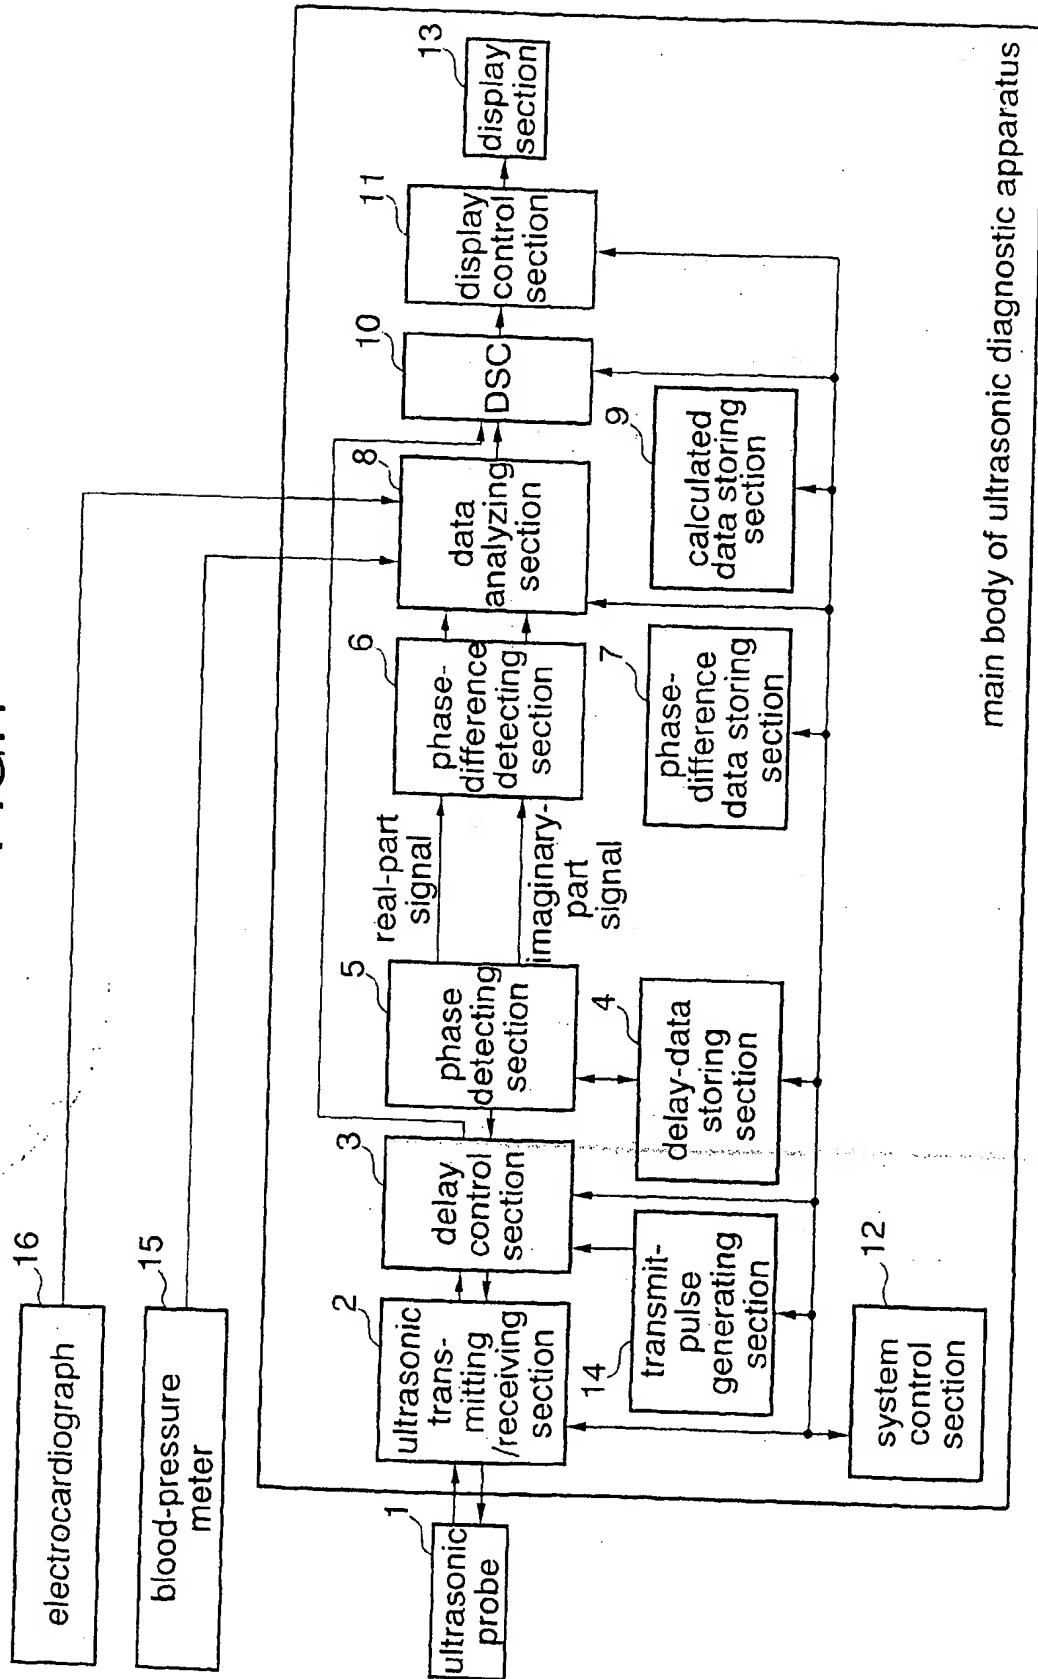 16
electrocardiograph
15
blood-pressure
meter
1
ultrasonic
probe
2
ultrasonic
trans-
mitting
/receiving
section
3
delay
control
section
5
phase
detecting
section
real-part
signal
imaginary-
part
signal
6
phase-
difference
detecting
section
8
data
analyzing
section
10
DSC
11
display
control
section
13
display
section
14
transmit-
pulse
generating
section
4
delay-data
storing
section
7
phase-
difference
data storing
section
9
calculated
data storing
section
12
system
control
section
main body of ultrasonic diagnostic apparatus